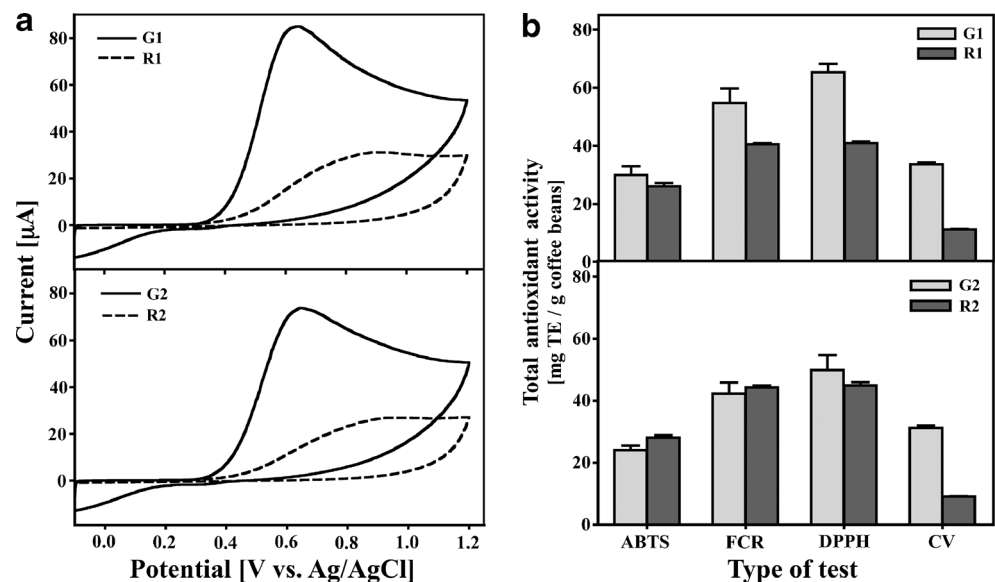 a
G1
R1
80
60
40
20
0
G2
R2
80
60
40
20
0
Current [µA]
0.0 0.2 0.4 0.6 0.8 1.0 1.2
Potential [V vs. Ag/AgCl]
b
G1
R1
80
60
40
20
0
G2
R2
80
60
40
20
0
Total antioxidant activity
[mg TE / g coffee beans]
ABTS FCR DPPH CV
Type of test